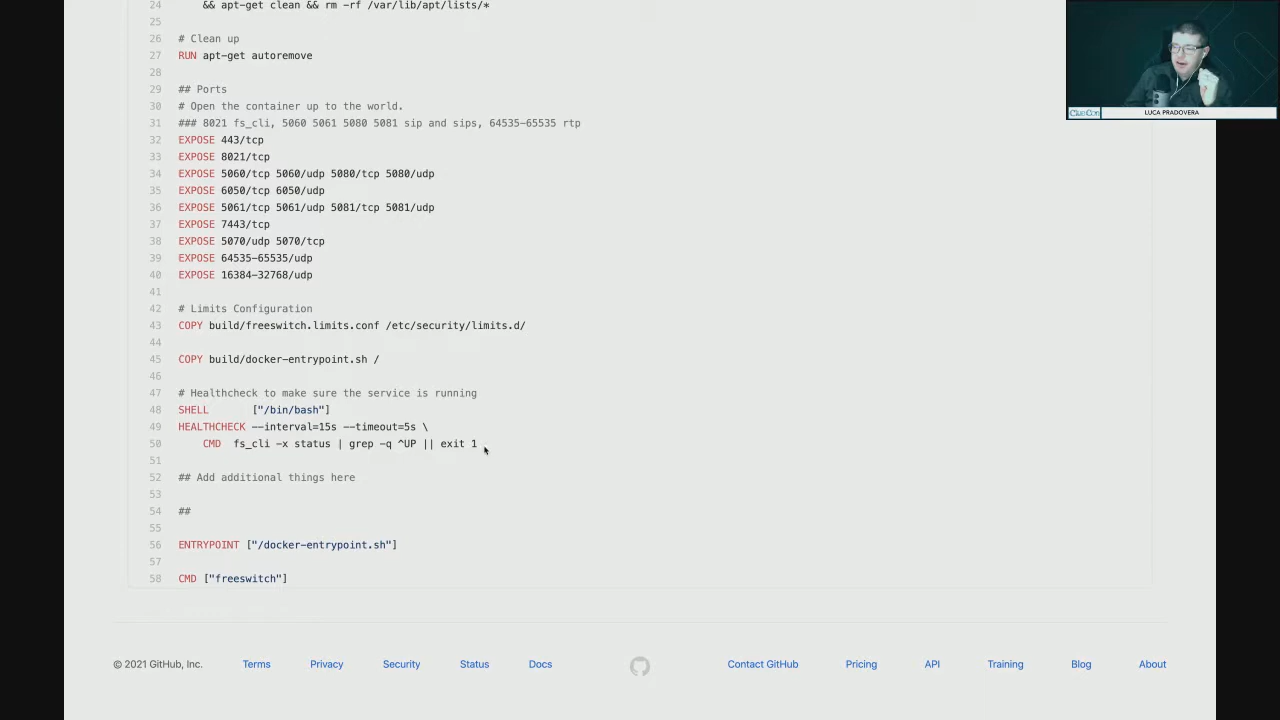 24 && apt-get clean && rm -rf /var/lib/apt/lists/*
25
26 # Clean up
27 RUN apt-get autoremove
28
29 ## Ports
30 # Open the container up to the world.
31 ### 8021 fs_cli, 5060 5061 5080 5081 sip and sips, 64535-65535 rtp
32 EXPOSE 443/tcp
33 EXPOSE 8021/tcp
34 EXPOSE 5060/tcp 5060/udp 5080/tcp 5080/udp
35 EXPOSE 6050/tcp 6050/udp
36 EXPOSE 5061/tcp 5061/udp 5081/tcp 5081/udp
37 EXPOSE 7443/tcp
38 EXPOSE 5070/udp 5070/tcp
39 EXPOSE 64535-65535/udp
40 EXPOSE 16384-32768/udp
41
42 # Limits Configuration
43 COPY build/freeswitch.limits.conf /etc/security/limits.d/
44
45 COPY build/docker-entrypoint.sh /
46
47 # Healthcheck to make sure the service is running
48 SHELL ["/bin/bash"]
49 HEALTHCHECK --interval=15s --timeout=5s \
50 CMD fs_cli -x status | grep -q ^UP || exit 1
51
52 ## Add additional things here
53
54 ##
55
56 ENTRYPOINT ["/docker-entrypoint.sh"]
57
58 CMD ["freeswitch"]
© 2021 GitHub, Inc. Terms Privacy Security Status Docs Contact GitHub Pricing API Training Blog About
ClueCon LUCA PRADOVERA